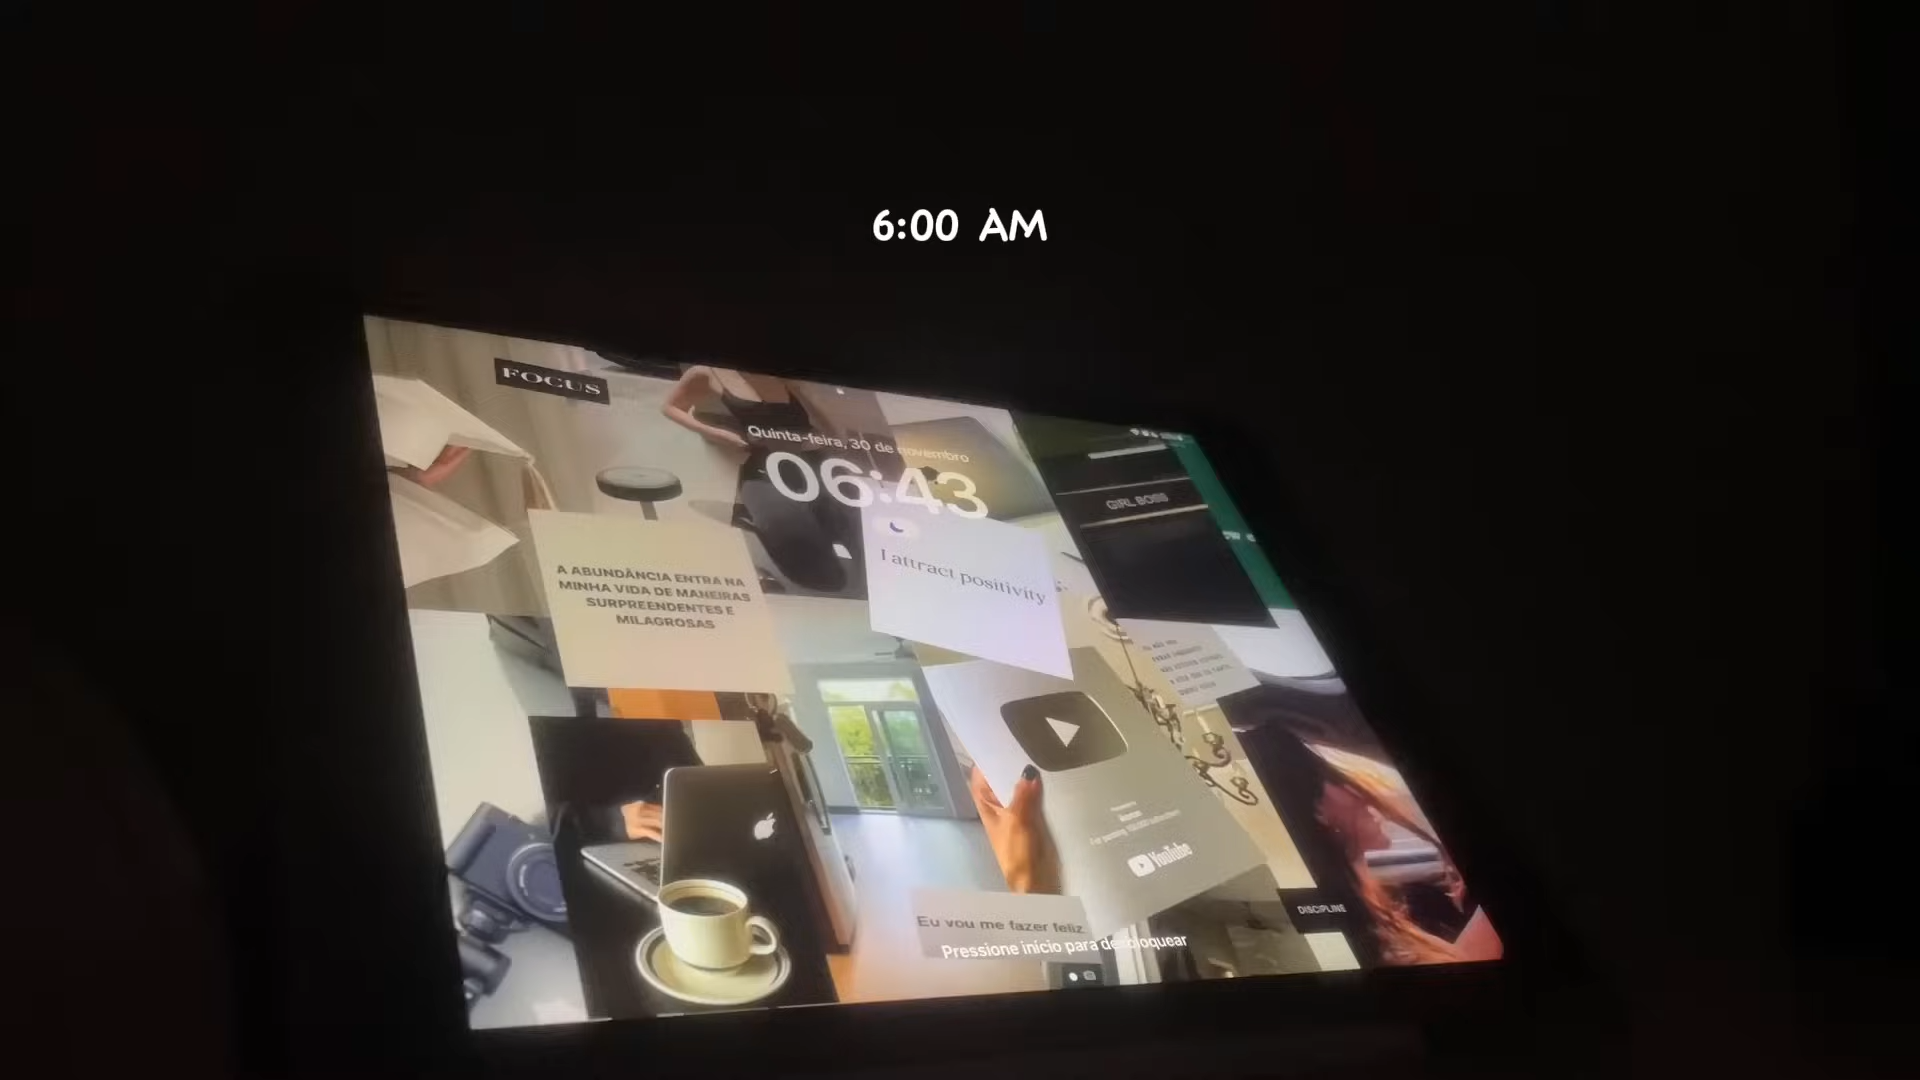 6:00 AM
FOCUS
Quinta-feira, 30 de novembro
06:43
GIRL BOSS
I attract positivity
A ABUNDÂNCIA ENTRA NA
MINHA VIDA DE MANEIRAS
SURPREENDENTES E
MILAGROSAS
YouTube
DISCIPLINE
Eu vou me fazer feliz
Pressione início para desbloquear